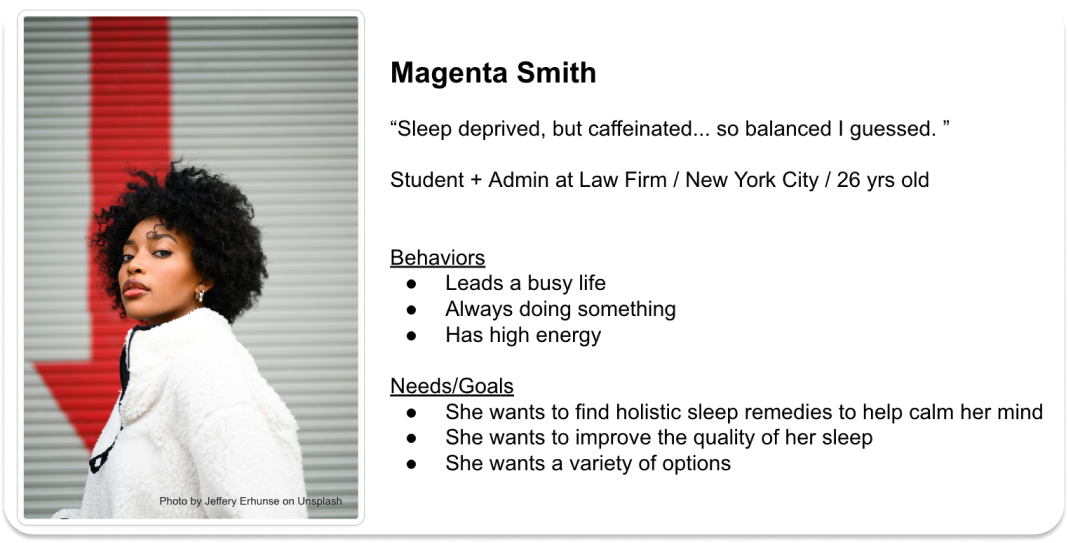 Magenta Smith
“Sleep deprived, but caffeinated... so balanced I guessed. ”
Student + Admin at Law Firm / New York City / 26 yrs old
Behaviors
● Leads a busy life
● Always doing something
● Has high energy
Needs/Goals
● She wants to find holistic sleep remedies to help calm her mind
● She wants to improve the quality of her sleep
● She wants a variety of options
Photo by Jeffery Erhunse on Unsplash